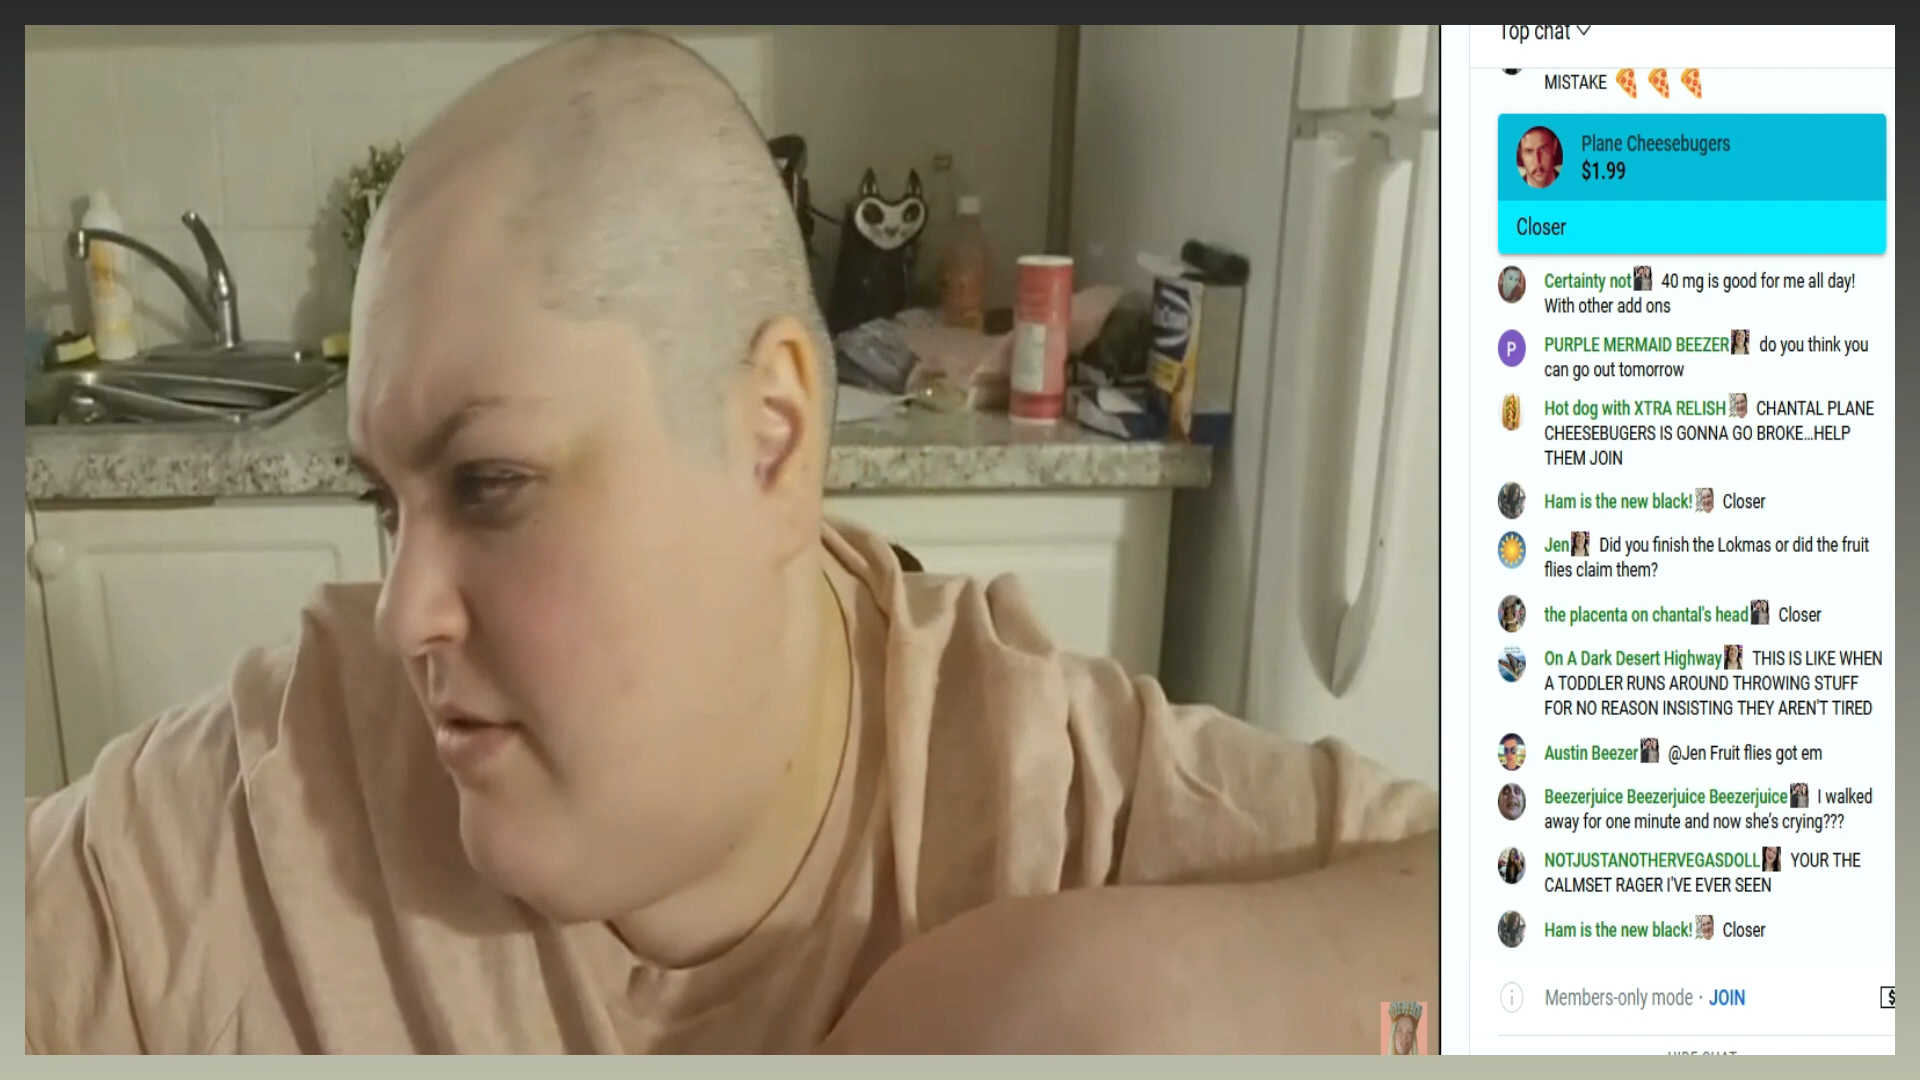 Top chat
MISTAKE
Plane Cheesebugers
$1.99
Closer
Certainty not 40 mg is good for me all day!
With other add ons
P
PURPLE MERMAID BEEZER do you think you
can go out tomorrow
Hot dog with XTRA RELISH CHANTAL PLANE
CHEESEBUGERS IS GONNA GO BROKE...HELP
THEM JOIN
Ham is the new black! Closer
Jen Did you finish the Lokmas or did the fruit
flies claim them?
the placenta on chantal's head Closer
On A Dark Desert Highway THIS IS LIKE WHEN
A TODDLER RUNS AROUND THROWING STUFF
FOR NO REASON INSISTING THEY AREN'T TIRED
Austin Beezer @Jen Fruit flies got em
Beezerjuice Beezerjuice Beezerjuice I walked
away for one minute and now she's crying???
NOTJUSTANOTHERVEGASDOLL YOUR THE
CALMSET RAGER I'VE EVER SEEN
Ham is the new black! Closer
Members-only mode · JOIN
$
HIDE CHAT